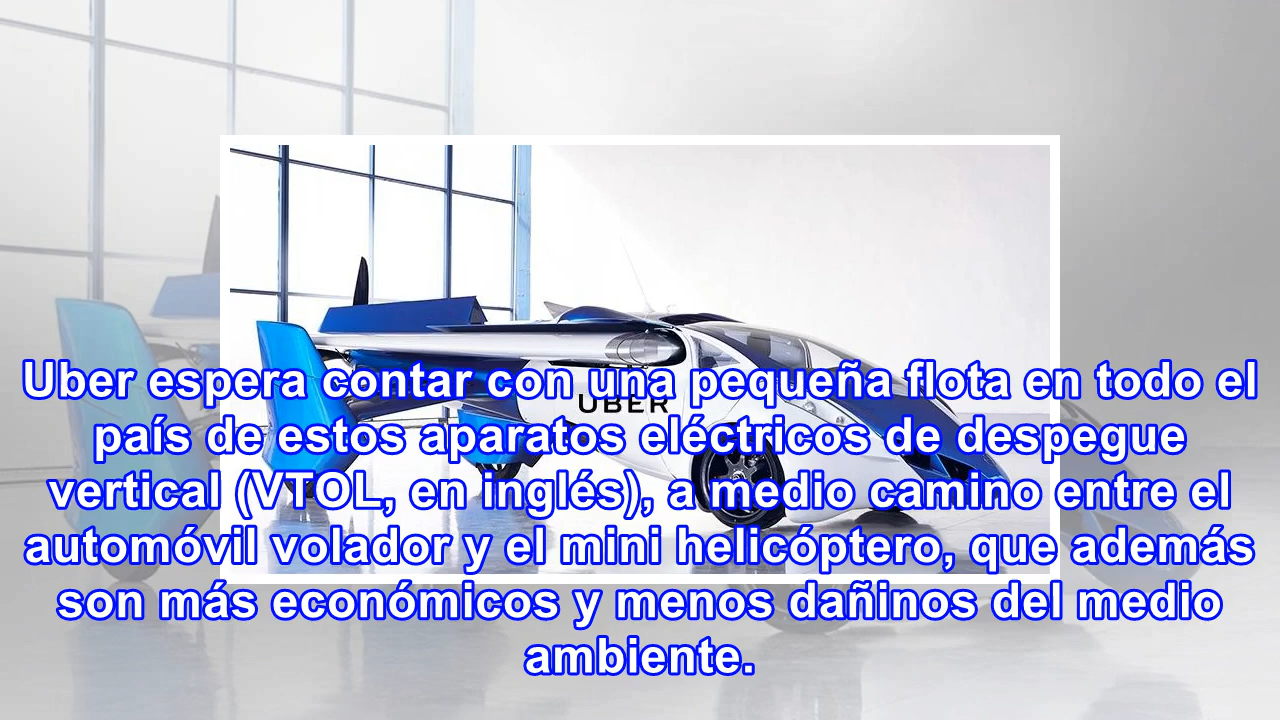 Uber espera contar con una pequeña flota en todo el
UBER
país de estos aparatos eléctricos de despegue
vertical (VTOL, en inglés), a medio camino entre el
automóvil volador y el mini helicóptero, que además
son más económicos y menos dañinos del medio
ambiente.